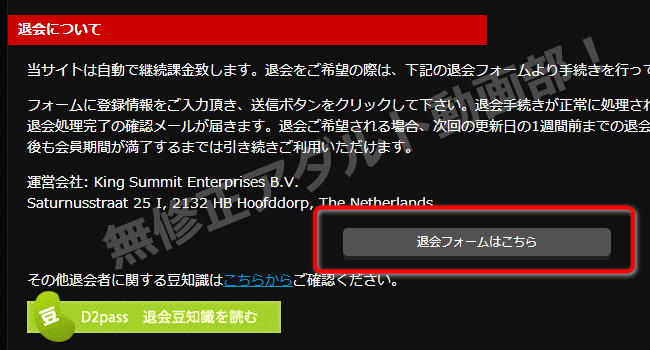 退会について
当サイトは自動で継続課金致します。退会をご希望の際は、下記の退会フォームより手続きを行って
フォームに登録情報をご入力頂き、送信ボタンをクリックして下さい。退会手続きが正常に処理され
退会処理完了の確認メールが届きます。退会ご希望される場合、次回の更新日の1週間前までの退会
後も会員期間が満了するまでは引き続きご利用いただけます。
運営会社: King Summit Enterprises B.V.
Saturnusstraat 25 I, 2132 HB Hoofddorp, The Netherlands
退会フォームはこちら
その他退会者に関する豆知識はこちらからご確認ください。
豆 D2pass 退会豆知識を読む
無修正アダルト動画部!